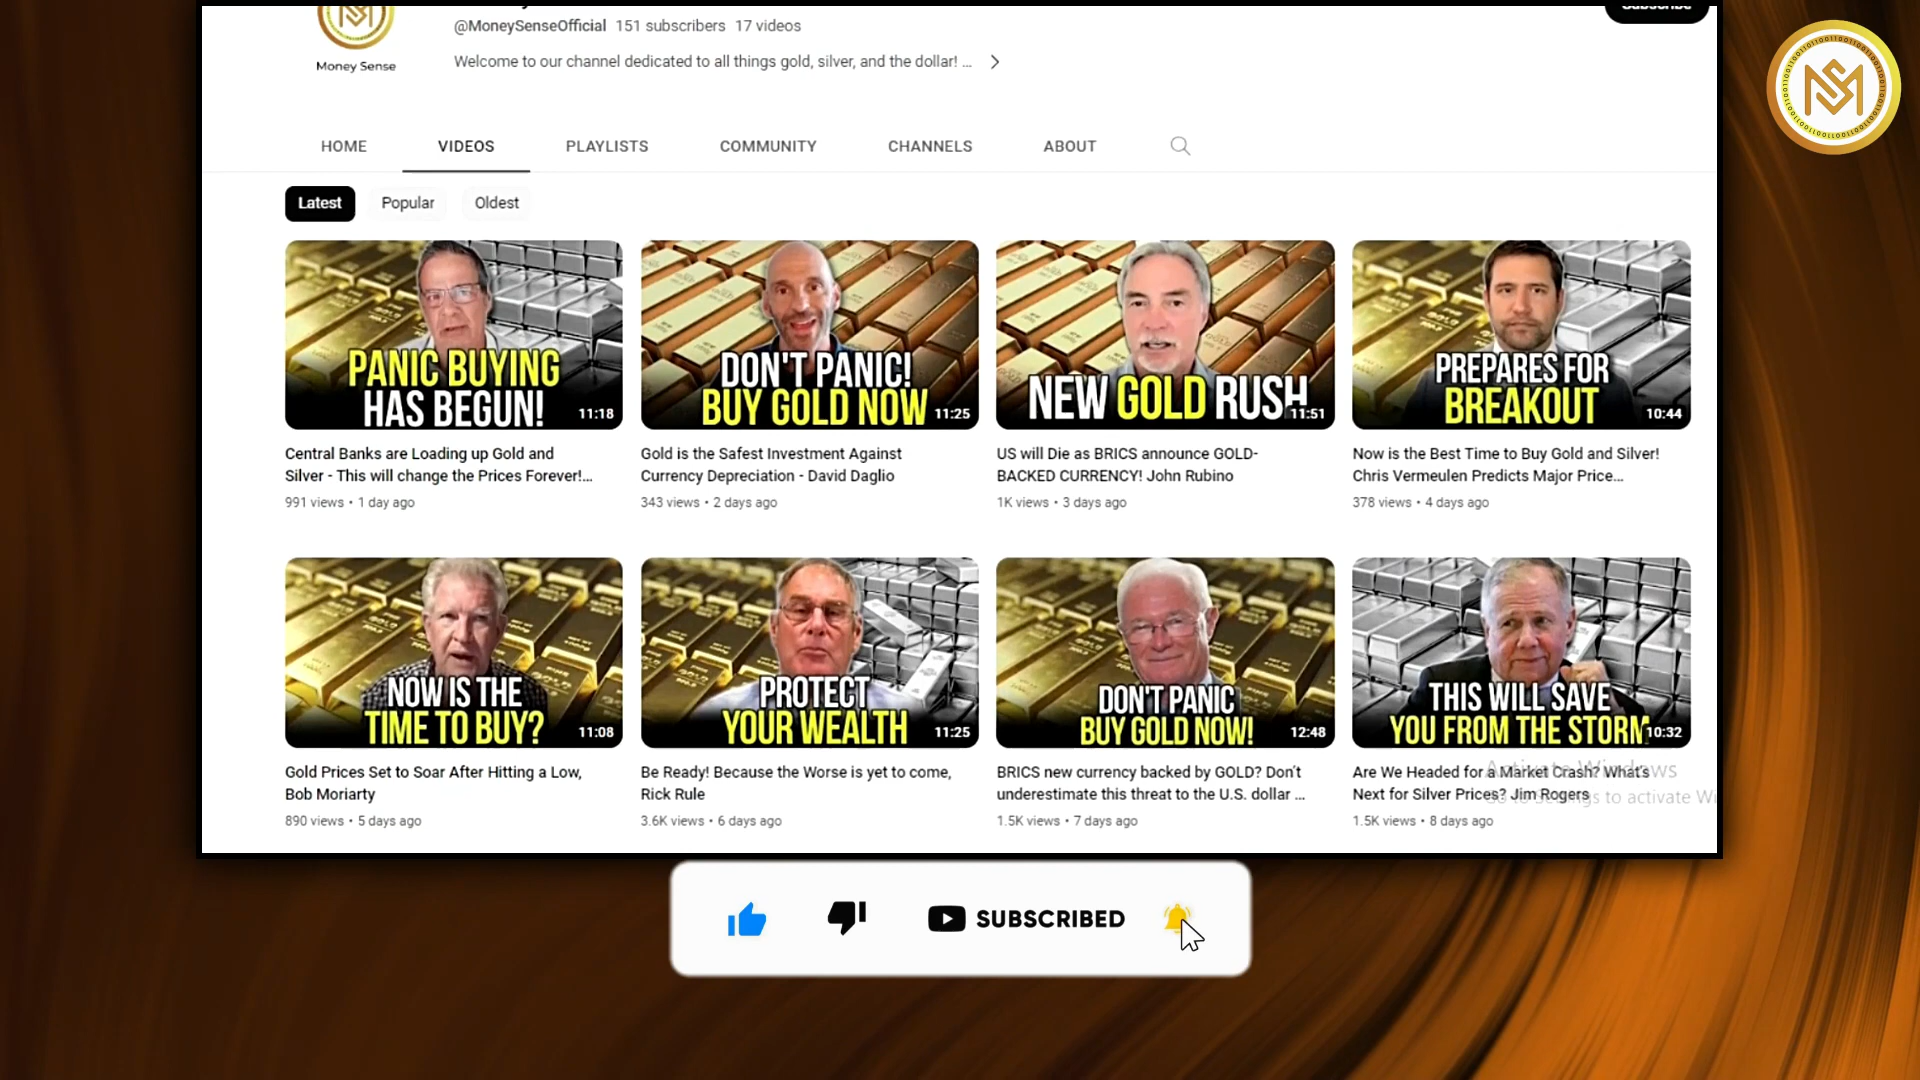 Subscribe
@MoneySenseOfficial 151 subscribers 17 videos
Money Sense
Welcome to our channel dedicated to all things gold, silver, and the dollar! ...
HOME VIDEOS PLAYLISTS COMMUNITY CHANNELS ABOUT
Latest Popular Oldest
PANIC BUYING
HAS BEGUN!
11:18
DON'T PANIC!
BUY GOLD NOW
11:25
NEW GOLD RUSH
11:51
PREPARES FOR
BREAKOUT
10:44
Central Banks are Loading up Gold and
Silver - This will change the Prices Forever!...
991 views • 1 day ago
Gold is the Safest Investment Against
Currency Depreciation - David Daglio
343 views • 2 days ago
US will Die as BRICS announce GOLD-
BACKED CURRENCY! John Rubino
1K views • 3 days ago
Now is the Best Time to Buy Gold and Silver!
Chris Vermeulen Predicts Major Price...
378 views • 4 days ago
NOW IS THE
TIME TO BUY?
11:08
PROTECT
YOUR WEALTH
11:25
DON'T PANIC
BUY GOLD NOW!
12:48
THIS WILL SAVE
YOU FROM THE STORM
10:32
Gold Prices Set to Soar After Hitting a Low,
Bob Moriarty
890 views • 5 days ago
Be Ready! Because the Worse is yet to come,
Rick Rule
3.6K views • 6 days ago
BRICS new currency backed by GOLD? Don't
underestimate this threat to the U.S. dollar ...
1.5K views • 7 days ago
Are We Headed for a Market Crash? What's
Next for Silver Prices? Jim Rogers
1.5K views • 8 days ago
Activate Windows
Go to Settings to activate Wi
SUBSCRIBED